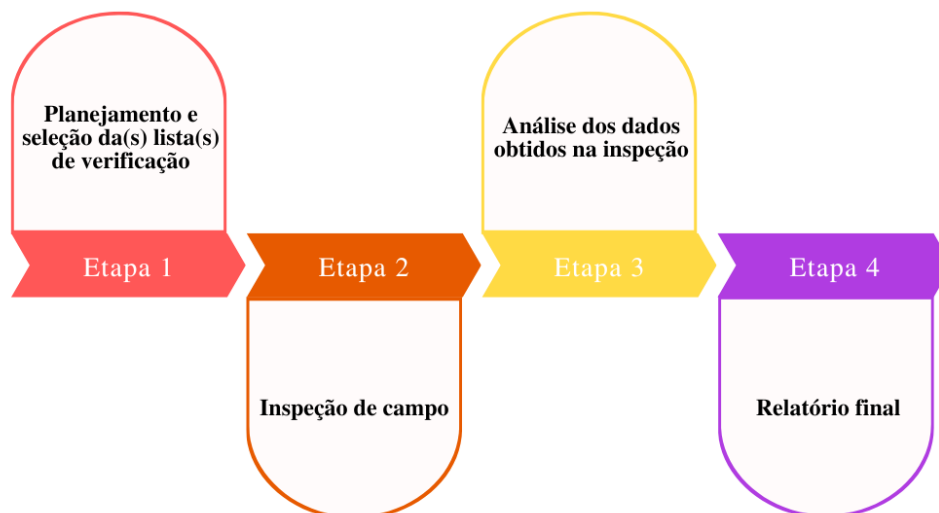 Planejamento e
seleção da(s) lista(s)
de verificação
Etapa 1
Etapa 2
Inspeção de campo
Análise dos dados
obtidos na inspeção
Etapa 3
Etapa 4
Relatório final